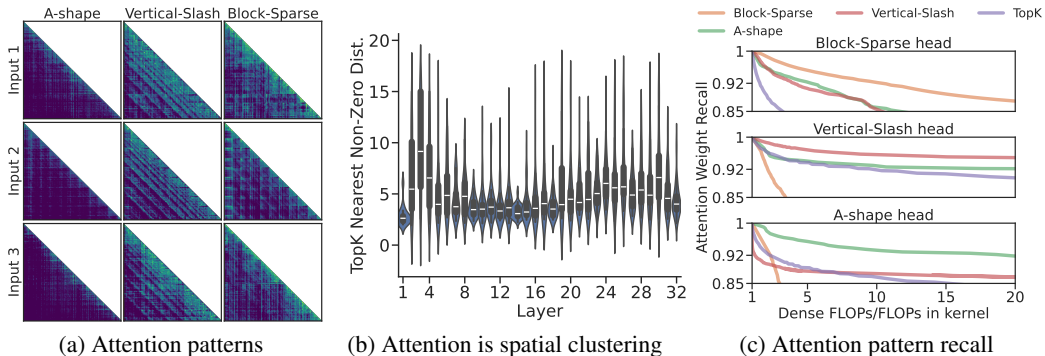 A-shape Vertical-Slash Block-Sparse
Input 1
Input 2
Input 3
(a) Attention patterns
TopK Nearest Non-Zero Dist.
20
15
10
5
0
1 4 8 12 16 20 24 28 32
Layer
(b) Attention is spatial clustering
Block-Sparse Vertical-Slash TopK
A-shape
Attention Weight Recall
Block-Sparse head
1
0.92
0.85
Vertical-Slash head
1
0.92
0.85
A-shape head
1
0.92
0.85
1 5 10 15 20
Dense FLOPs/FLOPs in kernel
(c) Attention pattern recall